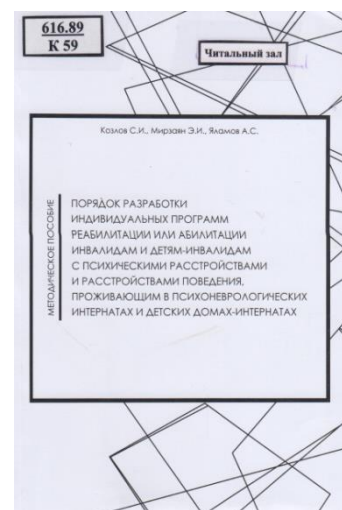 616.89
К 59
Читальный зал
Козлов С.И., Мирзаян Э.И., Яламов А.С.
МЕТОДИЧЕСКОЕ ПОСОБИЕ
ПОРЯДОК РАЗРАБОТКИ
ИНДИВИДУАЛЬНЫХ ПРОГРАММ
РЕАБИЛИТАЦИИ ИЛИ АБИЛИТАЦИИ
ИНВАЛИДАМ И ДЕТЯМ-ИНВАЛИДАМ
С ПСИХИЧЕСКИМИ РАССТРОЙСТВАМИ
И РАССТРОЙСТВАМИ ПОВЕДЕНИЯ,
ПРОЖИВАЮЩИМ В ПСИХОНЕВРОЛОГИЧЕСКИХ
ИНТЕРНАТАХ И ДЕТСКИХ ДОМАХ-ИНТЕРНАТАХ